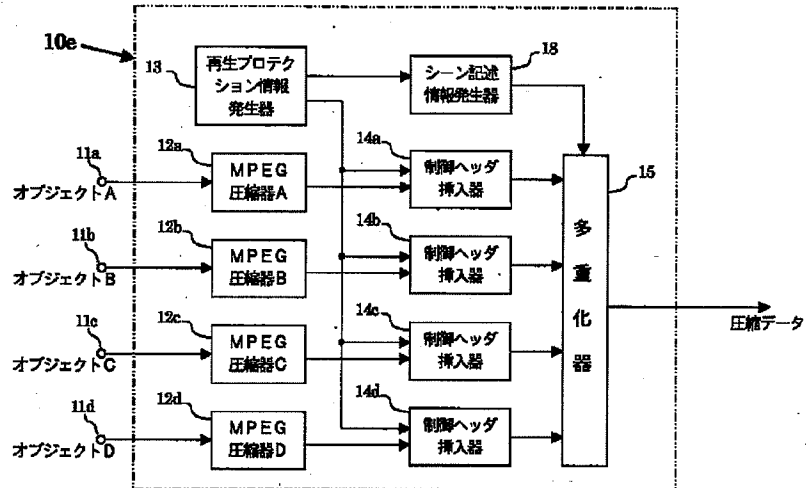 10e
13
再生プロテク
ション情報
発生器
18
シーン記述
情報発生器
11a
オブジェクトA
12a
MPEG
圧縮器A
14a
制御ヘッダ
挿入器
15
多重化器
11b
オブジェクトB
12b
MPEG
圧縮器B
14b
制御ヘッダ
挿入器
圧縮データ
11c
オブジェクトC
12c
MPEG
圧縮器C
14c
制御ヘッダ
挿入器
11d
オブジェクトD
12d
MPEG
圧縮器D
14d
制御ヘッダ
挿入器